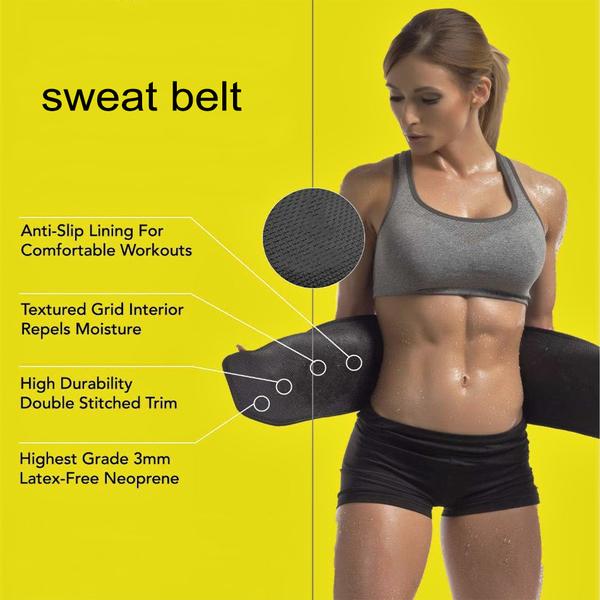 sweat belt
Anti-Slip Lining For
Comfortable Workouts
Textured Grid Interior
Repels Moisture
High Durability
Double Stitched Trim
Highest Grade 3mm
Latex-Free Neoprene